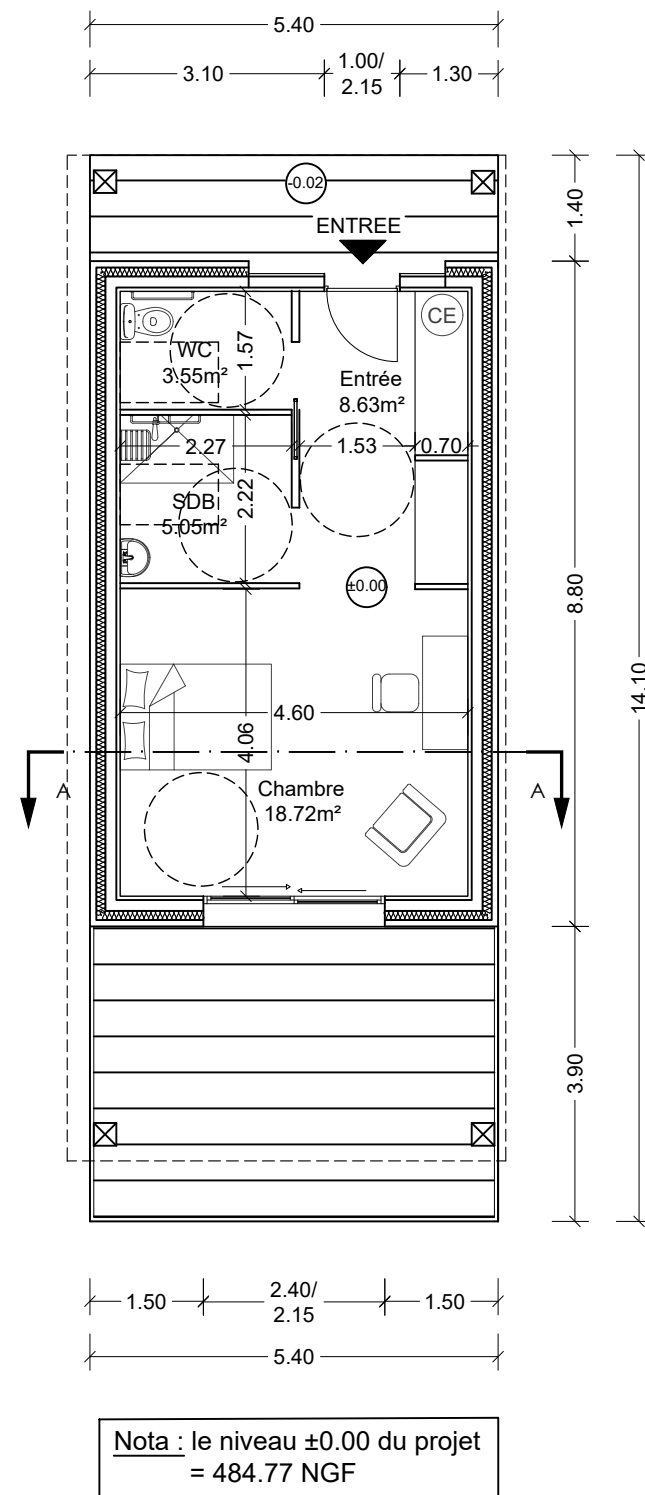 5.40
3.10
1.00/
2.15
1.30
-0.02
1.40
ENTREE
CE
WC
3.55m²
1.57
Entrée
8.63m²
2.27
1.53
0.70
SDB
5.05m²
2.22
±0.00
8.80
14.10
4.60
4.06
A
A
Chambre
18.72m²
3.90
1.50
2.40/
2.15
1.50
5.40
Nota : le niveau ±0.00 du projet
= 484.77 NGF